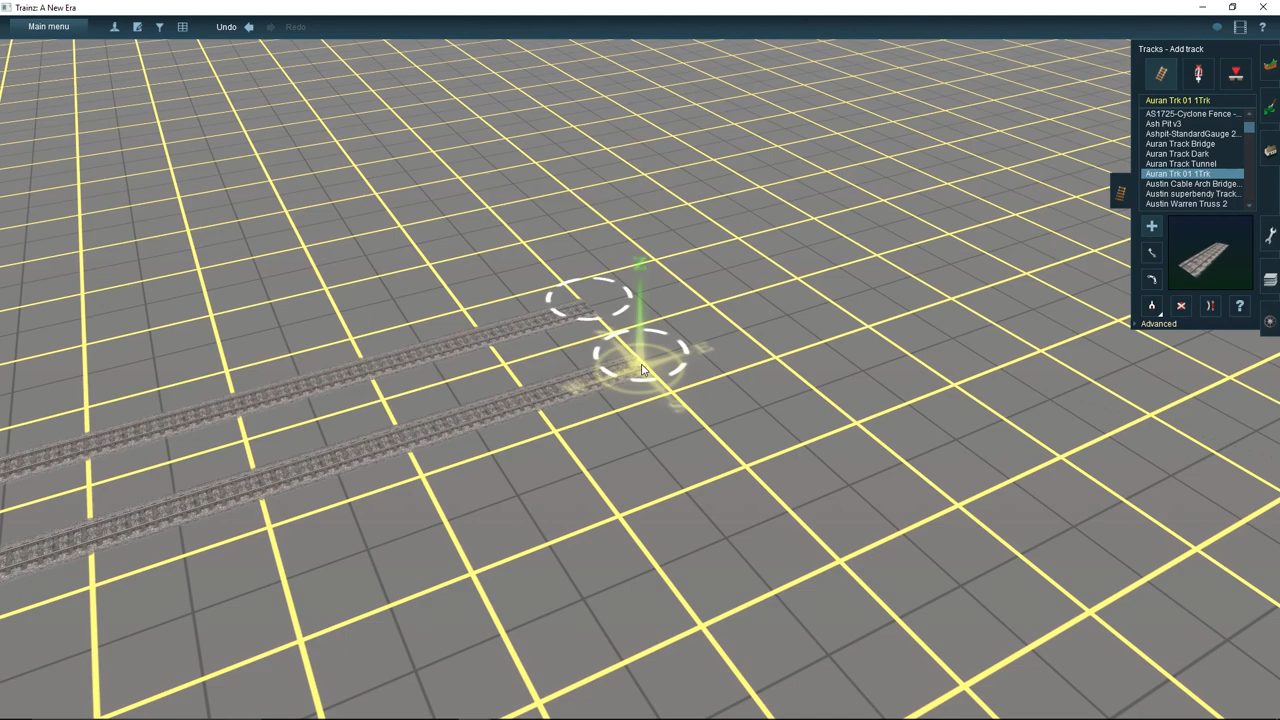 Trainz: A New Era
Main menu
Undo
Redo
?
Tracks - Add track
Auran Trk 01 1Trk
AS1725-Cyclone Fence -...
Ash Pit v3
Ashpit-StandardGauge 2...
Auran Track Bridge
Auran Track Dark
Auran Track Tunnel
Auran Trk 01 1Trk
Austin Cable Arch Bridge...
Austin superbendy Track...
Austin Warren Truss 2
?
Advanced